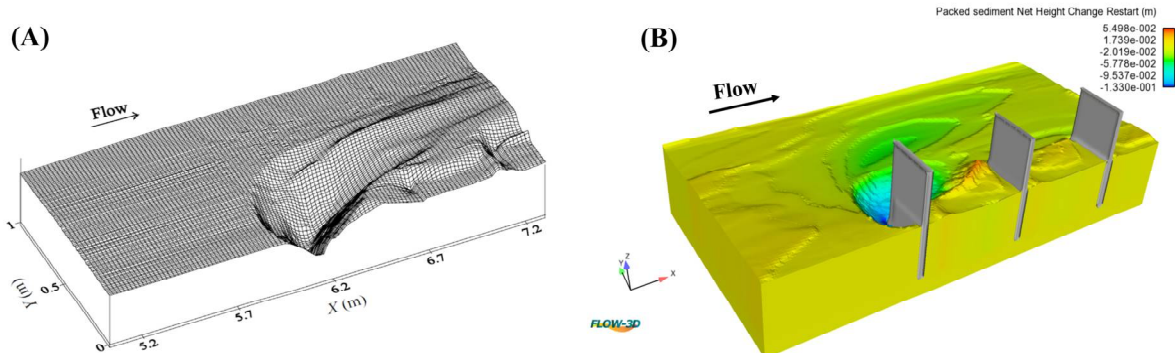 (A)
Flow
1
0.5
0
Y (m)
5.2
5.7
6.2
6.7
7.2
X (m)
(B)
Packed sediment Net Height Change Restart (m)
5.498e-002
1.739e-002
-2.019e-002
-5.778e-002
-9.537e-002
-1.330e-001
Flow
Z
Y
X
FLOW-3D